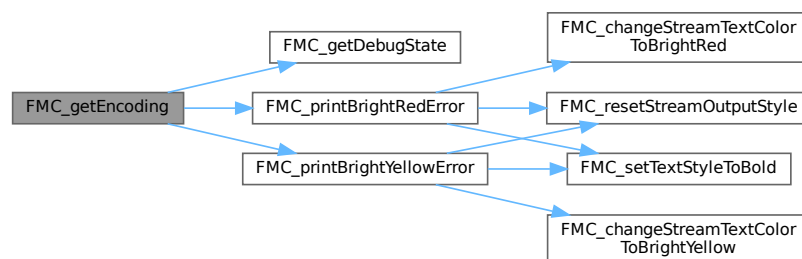 FMC_getEncoding
FMC_getDebugState
FMC_printBrightRedError
FMC_printBrightYellowError
FMC_changeStreamTextColor
ToBrightRed
FMC_resetStreamOutputStyle
FMC_setTextStyleToBold
FMC_changeStreamTextColor
ToBrightYellow